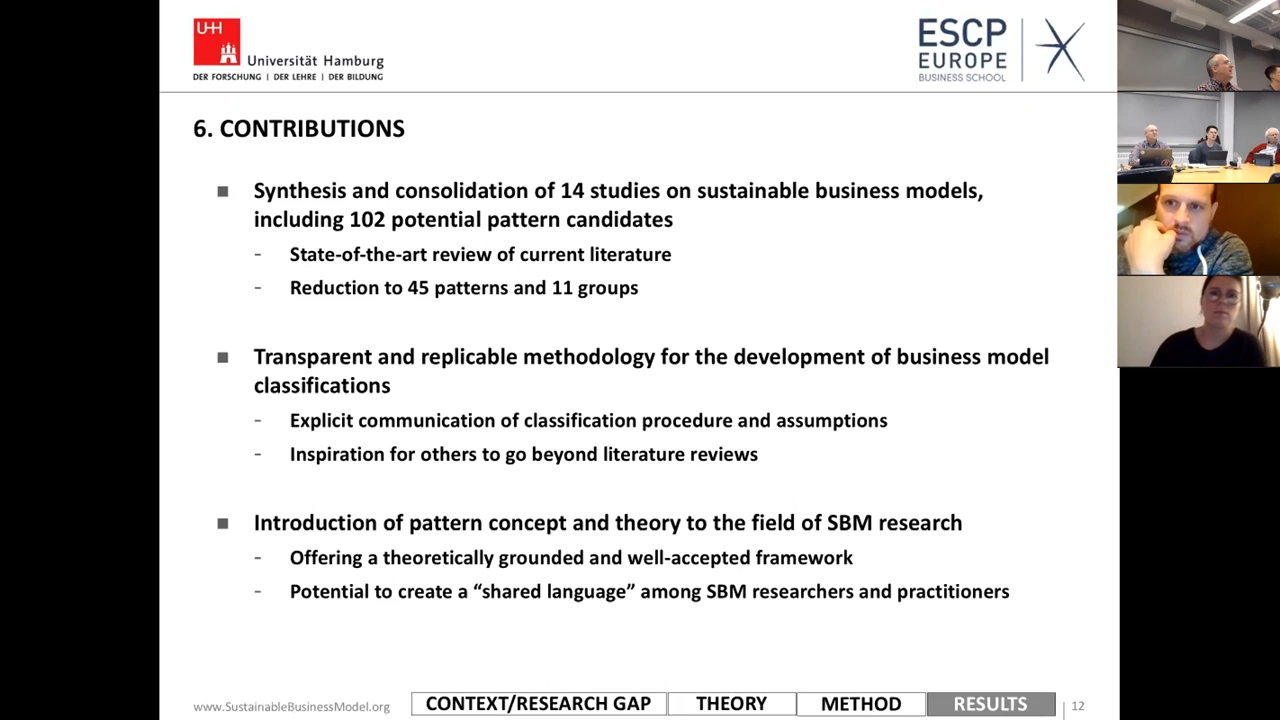 UHH
Universität Hamburg
DER FORSCHUNG | DER LEHRE | DER BILDUNG
ESCP
EUROPE
BUSINESS SCHOOL
6. CONTRIBUTIONS
■ Synthesis and consolidation of 14 studies on sustainable business models,
including 102 potential pattern candidates
- State-of-the-art review of current literature
- Reduction to 45 patterns and 11 groups
■ Transparent and replicable methodology for the development of business model
classifications
- Explicit communication of classification procedure and assumptions
- Inspiration for others to go beyond literature reviews
■ Introduction of pattern concept and theory to the field of SBM research
- Offering a theoretically grounded and well-accepted framework
- Potential to create a “shared language” among SBM researchers and practitioners
www.SustainableBusinessModel.org CONTEXT/RESEARCH GAP THEORY METHOD RESULTS 12